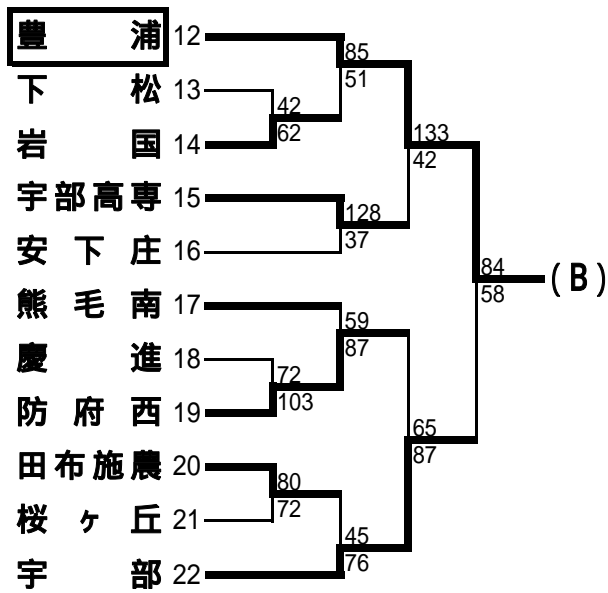 豊浦 12
85
51
下松 13
42
62
岩国 14
133
42
宇部高専 15
128
37
安下庄 16
84
58
(B)
熊毛南 17
59
87
慶進 18
72
103
防府西 19
65
87
田布施農 20
80
72
桜ヶ丘 21
45
76
宇部 22